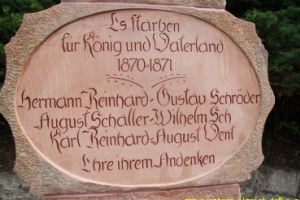 Es starben
für König und Vaterland
1870-1871
Hermann Reinhard-Gustav Schröder
August Schaller-Wilhelm Sch
Karl Reinhard-August Vent
Ehre ihrem Andenken